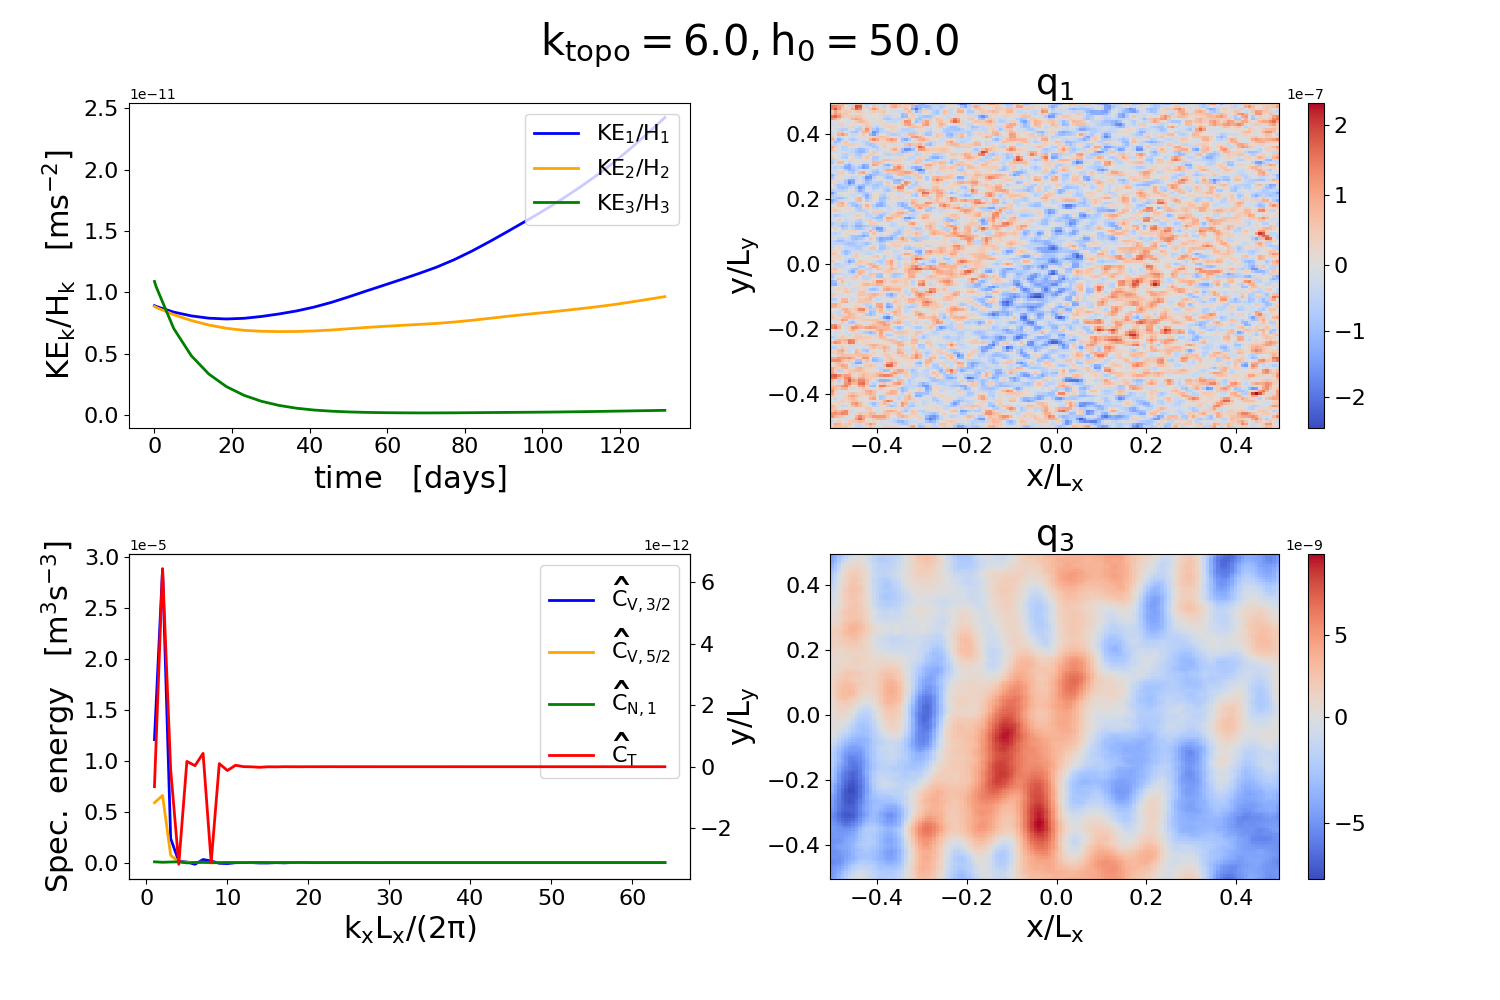 k_topo = 6.0, h_0 = 50.0
1e−11
KE_k/H_k [ms^−2]
2.5
2.0
1.5
1.0
0.5
0.0
KE_1/H_1
KE_2/H_2
KE_3/H_3
0 20 40 60 80 100 120
time [days]
q_1
1e−7
y/L_y
0.4
0.2
0.0
−0.2
−0.4
−0.4 −0.2 0.0 0.2 0.4
x/L_x
2
1
0
−1
−2
1e−5
1e−12
Spec. energy [m^3s^−3]
3.0
2.5
2.0
1.5
1.0
0.5
0.0
Ĉ_V,3/2
Ĉ_V,5/2
Ĉ_N,1
Ĉ_T
6
4
2
0
−2
0 10 20 30 40 50 60
k_xL_x/(2π)
q_3
1e−9
y/L_y
0.4
0.2
0.0
−0.2
−0.4
−0.4 −0.2 0.0 0.2 0.4
x/L_x
5
0
−5